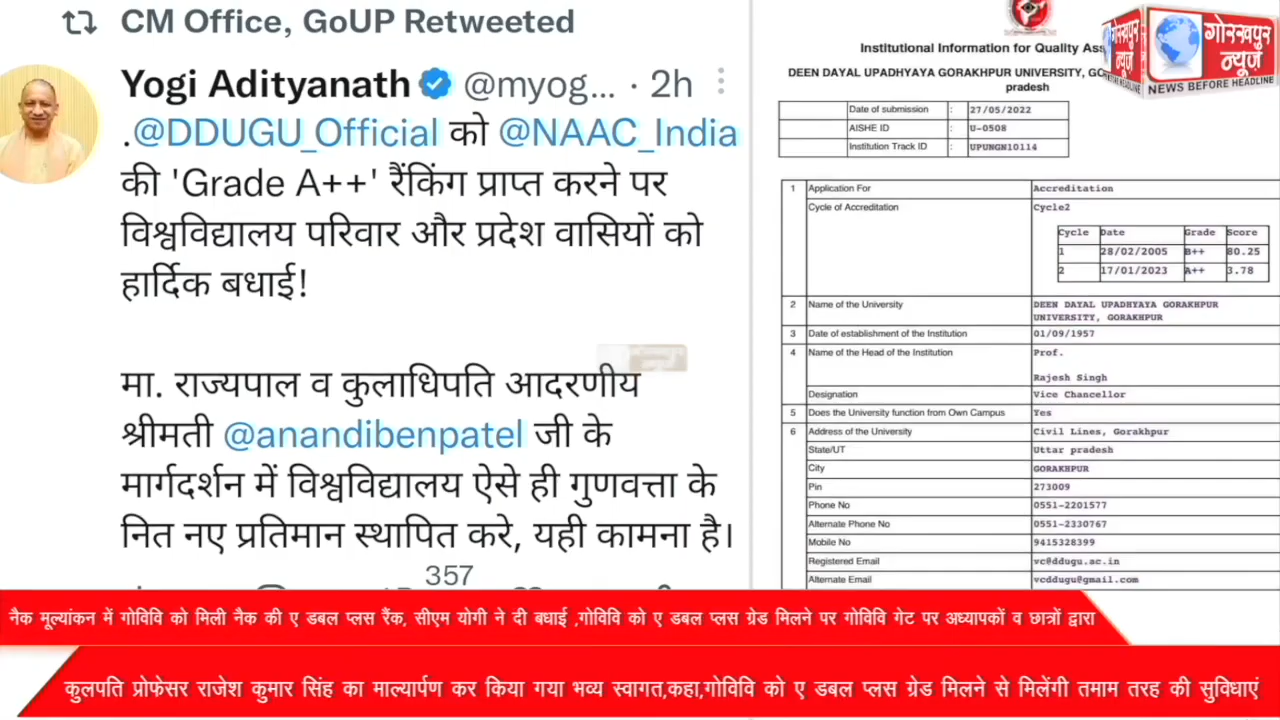 CM Office, GoUP Retweeted
Yogi Adityanath @myog... · 2h
.@DDUGU_Official को @NAAC_India
की 'Grade A++' रैंकिंग प्राप्त करने पर
विश्वविद्यालय परिवार और प्रदेश वासियों को
हार्दिक बधाई!
मा. राज्यपाल व कुलाधिपति आदरणीय
श्रीमती @anandibenpatel जी के
मार्गदर्शन में विश्वविद्यालय ऐसे ही गुणवत्ता के
नित नए प्रतिमान स्थापित करे, यही कामना है।
357
Institutional Information for Quality Ass
DEEN DAYAL UPADHYAYA GORAKHPUR UNIVERSITY, GO
pradesh
Date of submission : 27/05/2022
AISHE ID : U-0508
Institution Track ID : UPUNGN10114
1 Application For Accreditation
Cycle of Accreditation Cycle2
Cycle Date Grade Score
1 28/02/2005 B++ 80.25
2 17/01/2023 A++ 3.78
2 Name of the University DEEN DAYAL UPADHYAYA GORAKHPUR
UNIVERSITY, GORAKHPUR
3 Date of establishment of the Institution 01/09/1957
4 Name of the Head of the Institution Prof.
Rajesh Singh
Designation Vice Chancellor
5 Does the University function from Own Campus Yes
6 Address of the University Civil Lines, Gorakhpur
State/UT Uttar pradesh
City GORAKHPUR
Pin 273009
Phone No 0551-2201577
Alternate Phone No 0551-2330767
Mobile No 9415328399
Registered Email vc@ddugu.ac.in
Alternate Email vcddugu@gmail.com
गोरखपुर
न्यूज़
NEWS BEFORE HEADLINE
नैक मूल्यांकन में गोविवि को मिली नैक की ए डबल प्लस रैंक, सीएम योगी ने दी बधाई ,गोविवि को ए डबल प्लस ग्रेड मिलने पर गोविवि गेट पर अध्यापकों व छात्रों द्वारा
कुलपति प्रोफेसर राजेश कुमार सिंह का माल्यार्पण कर किया गया भव्य स्वागत,कहा,गोविवि को ए डबल प्लस ग्रेड मिलने से मिलेंगी तमाम तरह की सुविधाएं